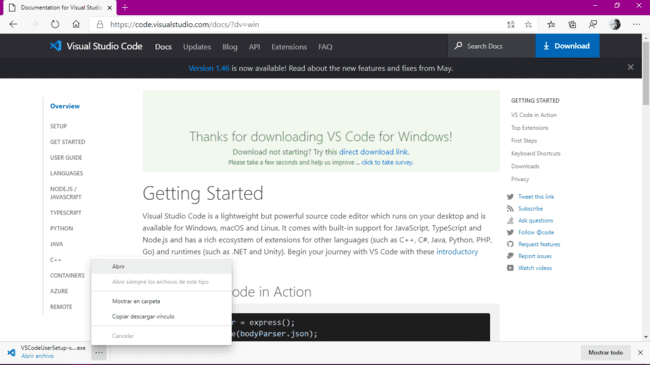 Documentation for Visual Studio
https://code.visualstudio.com/docs/?dv=win
Visual Studio Code
Docs
Updates
Blog
API
Extensions
FAQ
Search Docs
Download
Version 1.46 is now available! Read about the new features and fixes from May.
Overview
SETUP
GET STARTED
USER GUIDE
LANGUAGES
NODE.JS /
JAVASCRIPT
TYPESCRIPT
PYTHON
JAVA
C++
CONTAINERS
AZURE
REMOTE
Thanks for downloading VS Code for Windows!
Download not starting? Try this direct download link.
Please take a few seconds and help us improve ... click to take survey.
Getting Started
Visual Studio Code is a lightweight but powerful source code editor which runs on your desktop and is
available for Windows, macOS and Linux. It comes with built-in support for JavaScript, TypeScript and
Node.js and has a rich ecosystem of extensions for other languages (such as C++, C#, Java, Python, PHP,
Go) and runtimes (such as .NET and Unity). Begin your journey with VS Code with these introductory
Code in Action
r = express();
e(bodyParser.json);
GETTING STARTED
VS Code in Action
Top Extensions
First Steps
Keyboard Shortcuts
Downloads
Privacy
Tweet this link
Subscribe
Ask questions
Follow @code
Request features
Report issues
Watch videos
Abrir
Abrir siempre los archivos de este tipo
Mostrar en carpeta
Copiar descargar vínculo
Cancelar
VSCodeUserSetup-x....exe
Abrir archivo
Mostrar todo